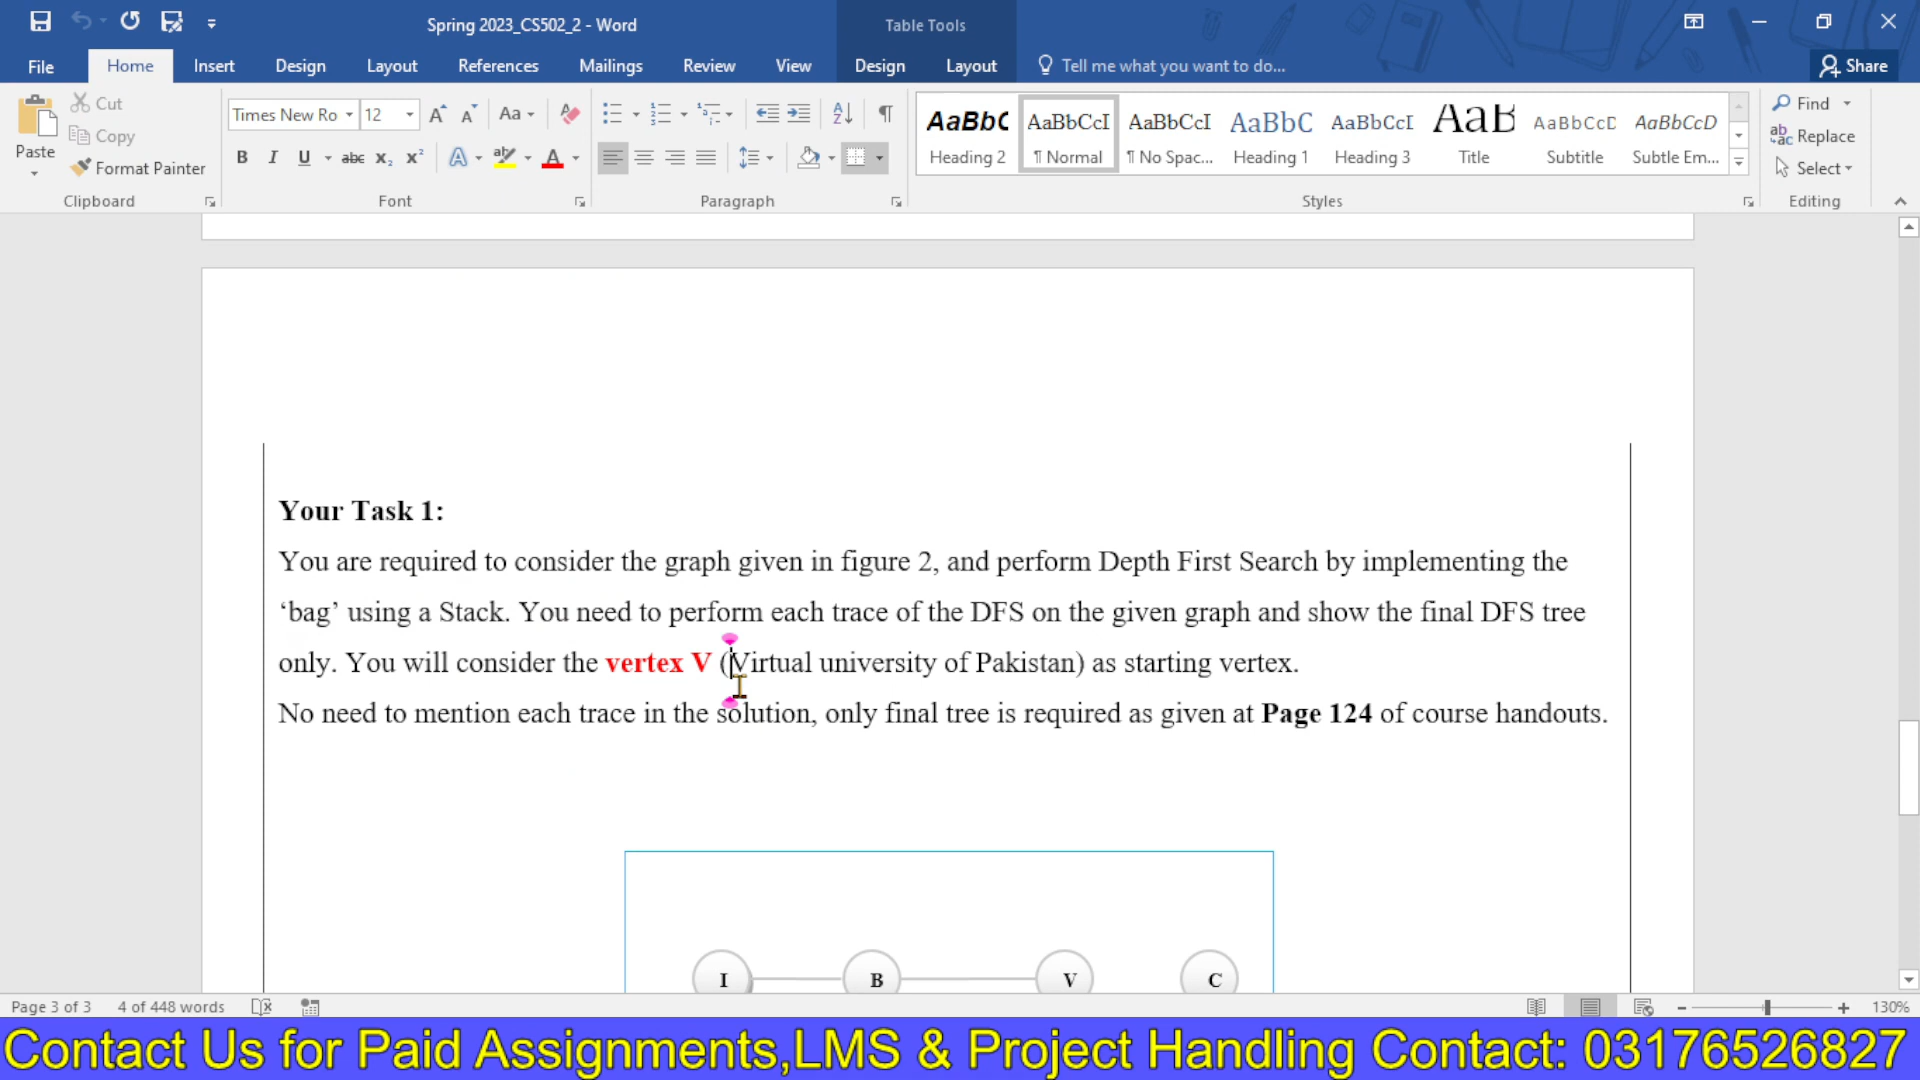 Spring 2023_CS502_2 - Word
Table Tools
File Home Insert Design Layout References Mailings Review View Design Layout Tell me what you want to do... Share
Paste
Cut
Copy
Format Painter
Clipboard
Times New Ro 12
Font
Paragraph
AaBbC AaBbCcI AaBbCcI AaBbC AaBbCcI AaB AaBbCcD AaBbCcD
Heading 2 ¶ Normal ¶ No Spac... Heading 1 Heading 3 Title Subtitle Subtle Em...
Styles
Find
Replace
Select
Editing
Your Task 1:
You are required to consider the graph given in figure 2, and perform Depth First Search by implementing the
‘bag’ using a Stack. You need to perform each trace of the DFS on the given graph and show the final DFS tree
only. You will consider the vertex V (Virtual university of Pakistan) as starting vertex.
No need to mention each trace in the solution, only final tree is required as given at Page 124 of course handouts.
I B V C
Page 3 of 3 4 of 448 words 130%
Contact Us for Paid Assignments,LMS & Project Handling Contact: 03176526827